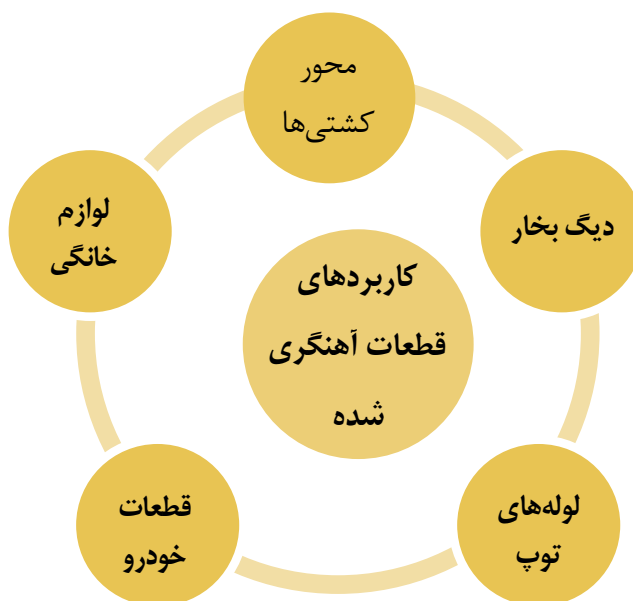 محور
کشتی‌ها
دیگ بخار
لوازم
خانگی
کاربردهای
قطعات آهنگری
شده
قطعات
خودرو
لوله‌های
توپ